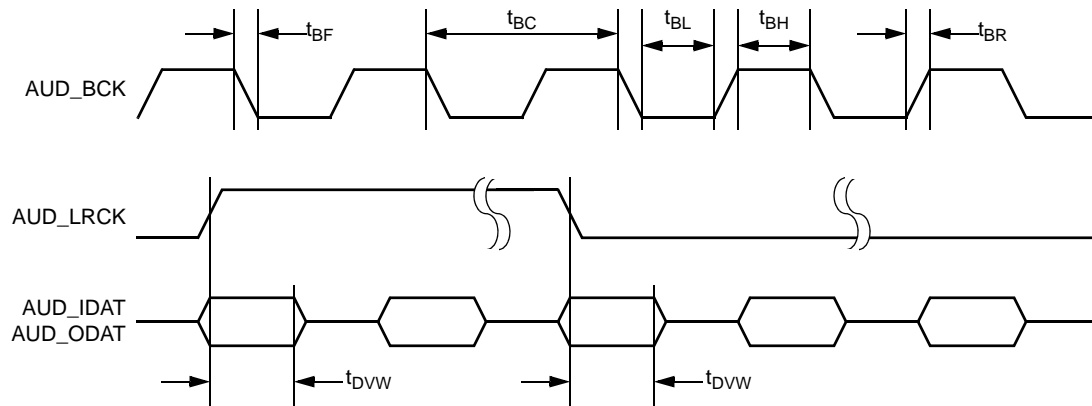 tBF
tBC
tBL
tBH
tBR
AUD_BCK
AUD_LRCK
AUD_IDAT
AUD_ODAT
tDVW
tDVW